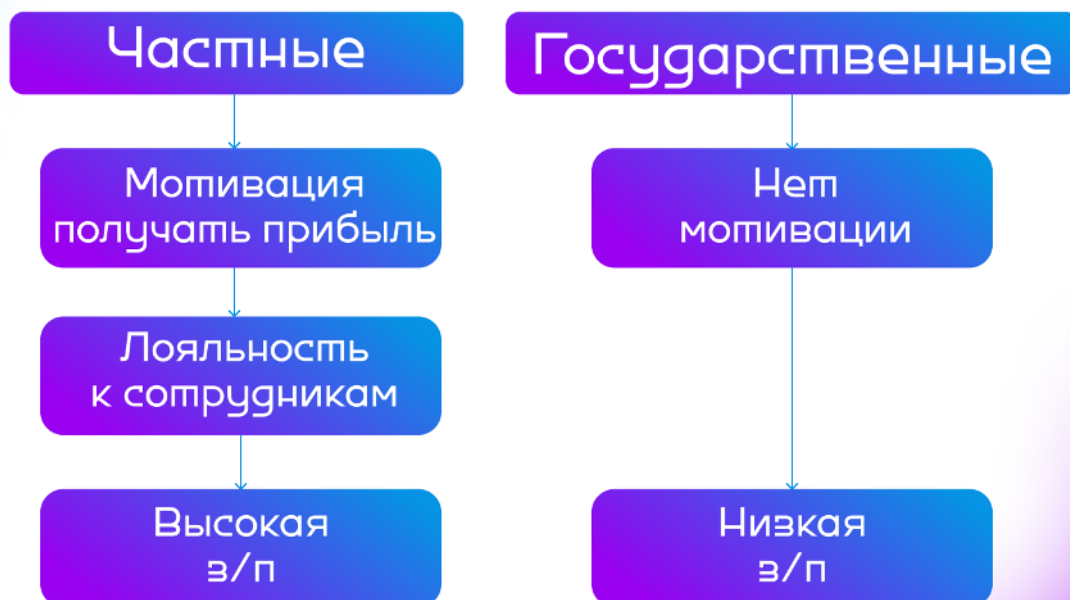 Частные
Мотивация
получать прибыль
Лояльность
к сотрудникам
Высокая
з/п
Государственные
Нет
мотивации
Низкая
з/п